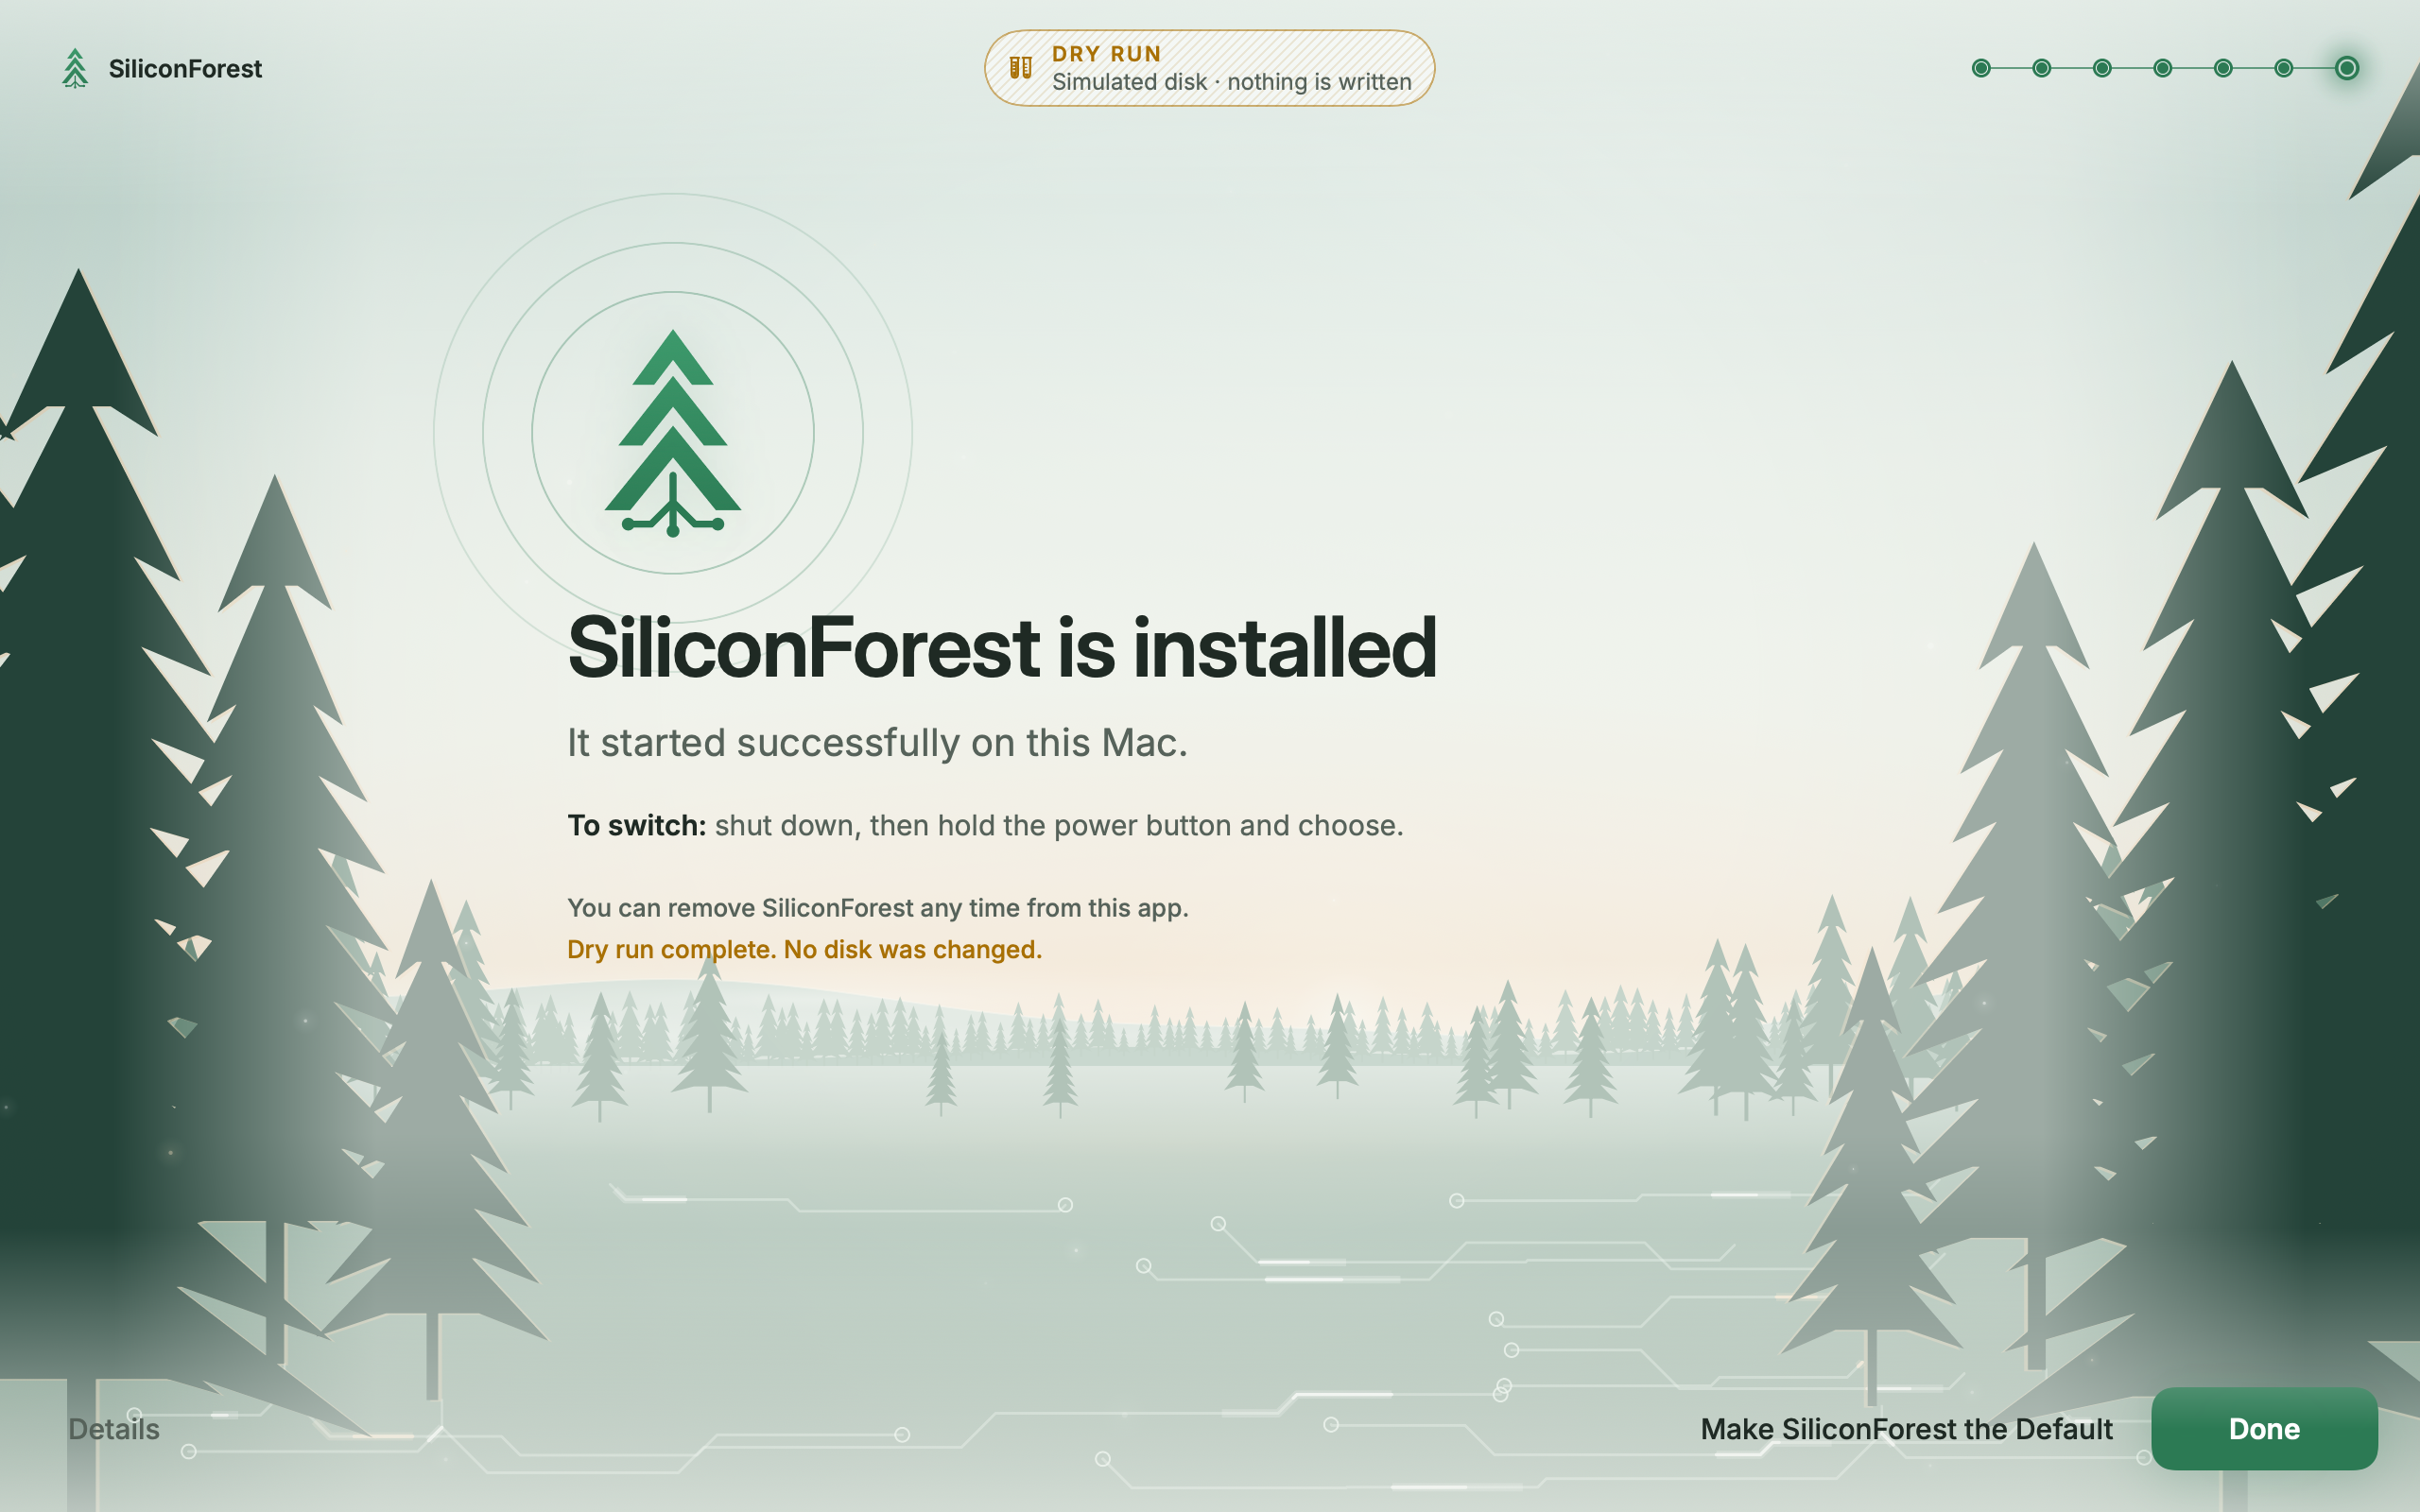 SiliconForest
DRY RUN
Simulated disk · nothing is written
SiliconForest is installed
It started successfully on this Mac.
To switch: shut down, then hold the power button and choose.
You can remove SiliconForest any time from this app.
Dry run complete. No disk was changed.
Details
Make SiliconForest the Default
Done